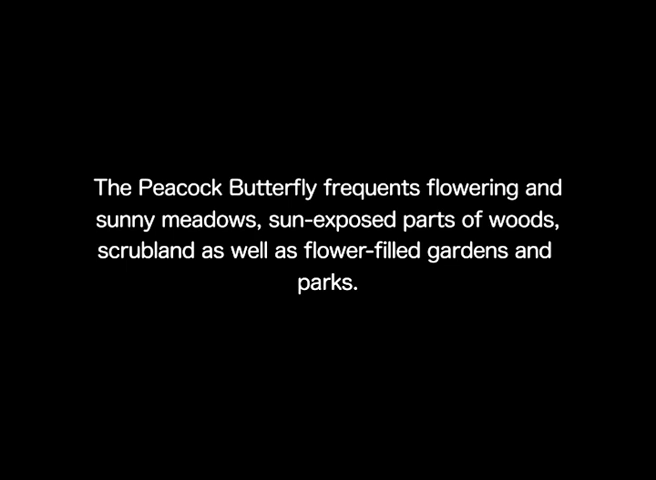 The Peacock Butterfly frequents flowering and
sunny meadows, sun-exposed parts of woods,
scrubland as well as flower-filled gardens and
parks.